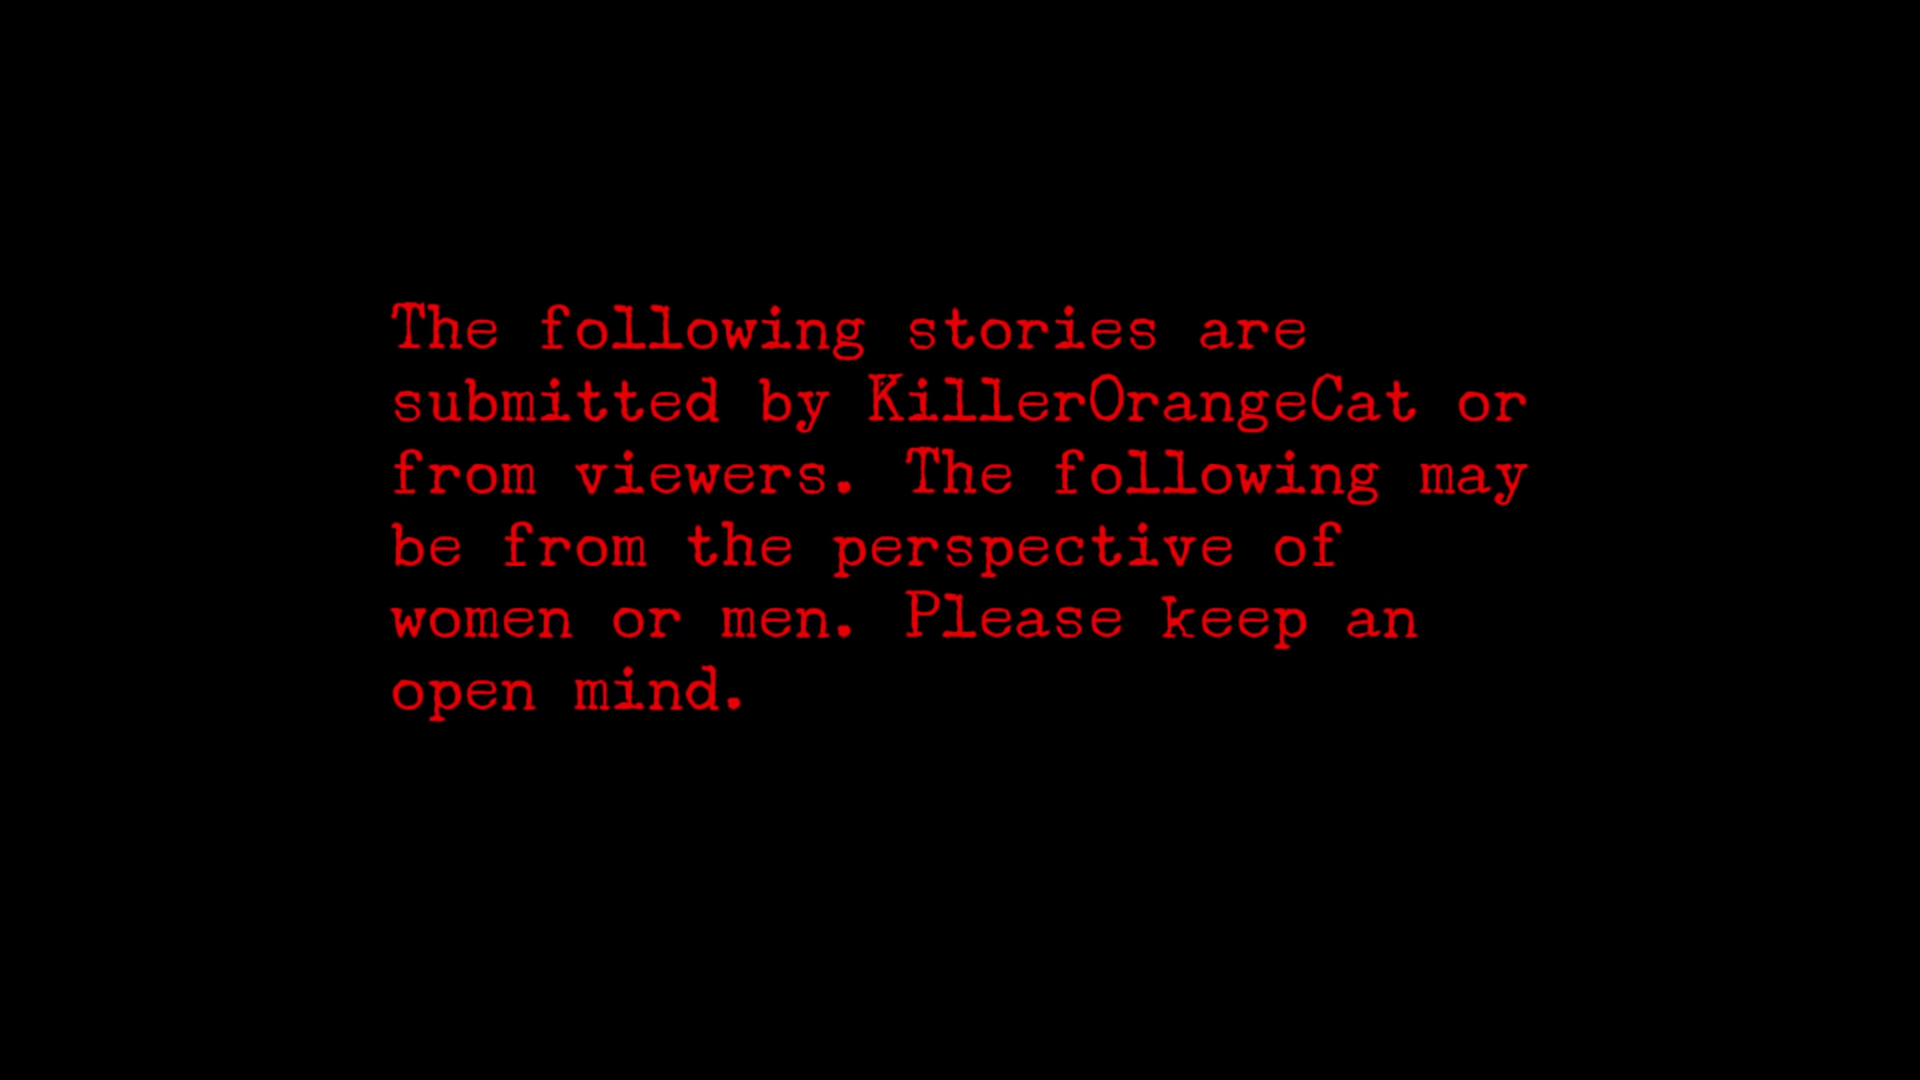 The following stories are
submitted by KillerOrangeCat or
from viewers. The following may
be from the perspective of
women or men. Please keep an
open mind.